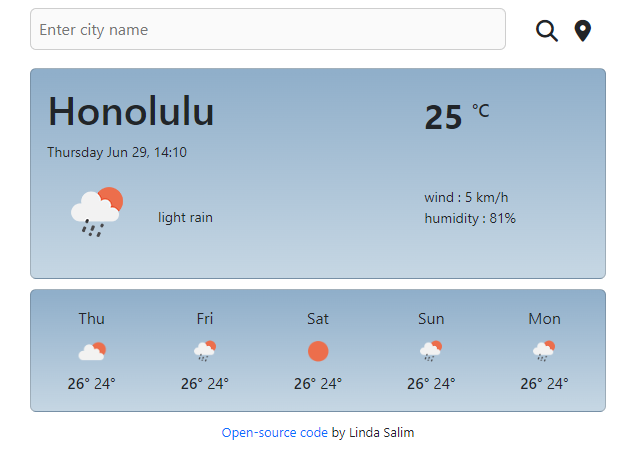 Enter city name
Honolulu
25 °C
Thursday Jun 29, 14:10
light rain
wind : 5 km/h
humidity : 81%
Thu Fri Sat Sun Mon
26° 24° 26° 24° 26° 24° 26° 24° 26° 24°
Open-source code by Linda Salim